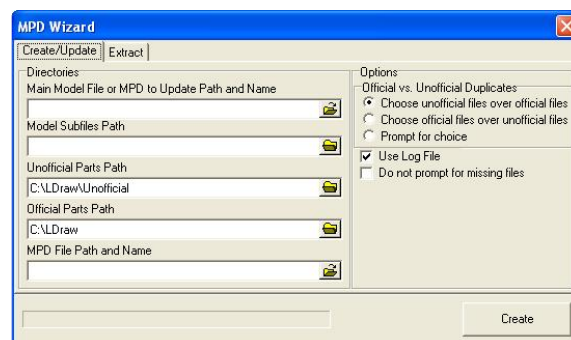 MPD Wizard
Create/Update
Extract
Directories
Main Model File or MPD to Update Path and Name
Model Subfiles Path
Unofficial Parts Path
C:\LDraw\Unofficial
Official Parts Path
C:\LDraw
MPD File Path and Name
Options
Official vs. Unofficial Duplicates
Choose unofficial files over official files
Choose official files over unofficial files
Prompt for choice
Use Log File
Do not prompt for missing files
Create